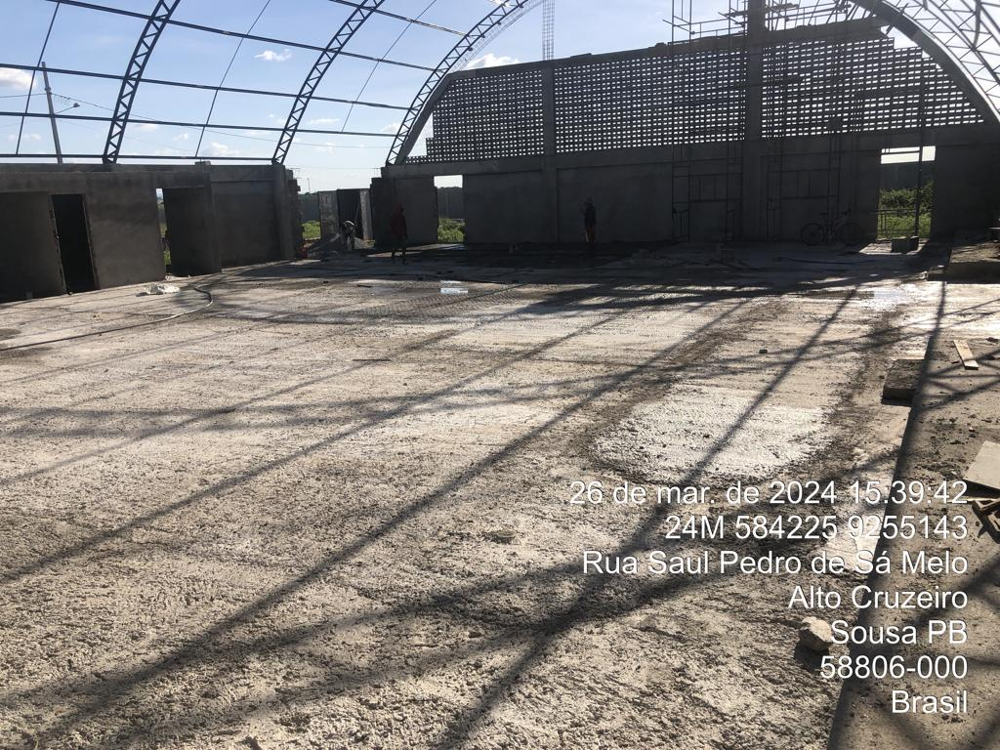 26 de mar. de 2024 15.39.42
24M 584225 9255143
Rua Saul Pedro de Sá Melo
Alto Cruzeiro
Sousa PB
58806-000
Brasil